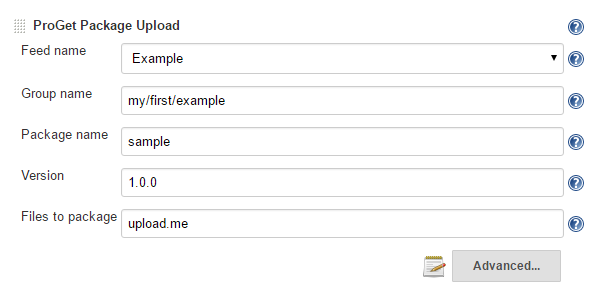 ProGet Package Upload
Feed name Example
Group name my/first/example
Package name sample
Version 1.0.0
Files to package upload.me
Advanced...